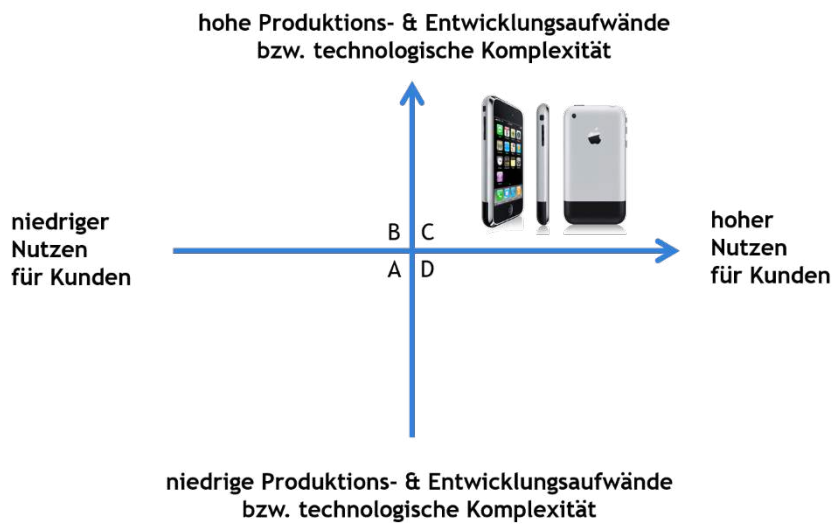 hohe Produktions- & Entwicklungsaufwände
bzw. technologische Komplexität
niedriger
Nutzen
für Kunden
B C
A D
hoher
Nutzen
für Kunden
niedrige Produktions- & Entwicklungsaufwände
bzw. technologische Komplexität